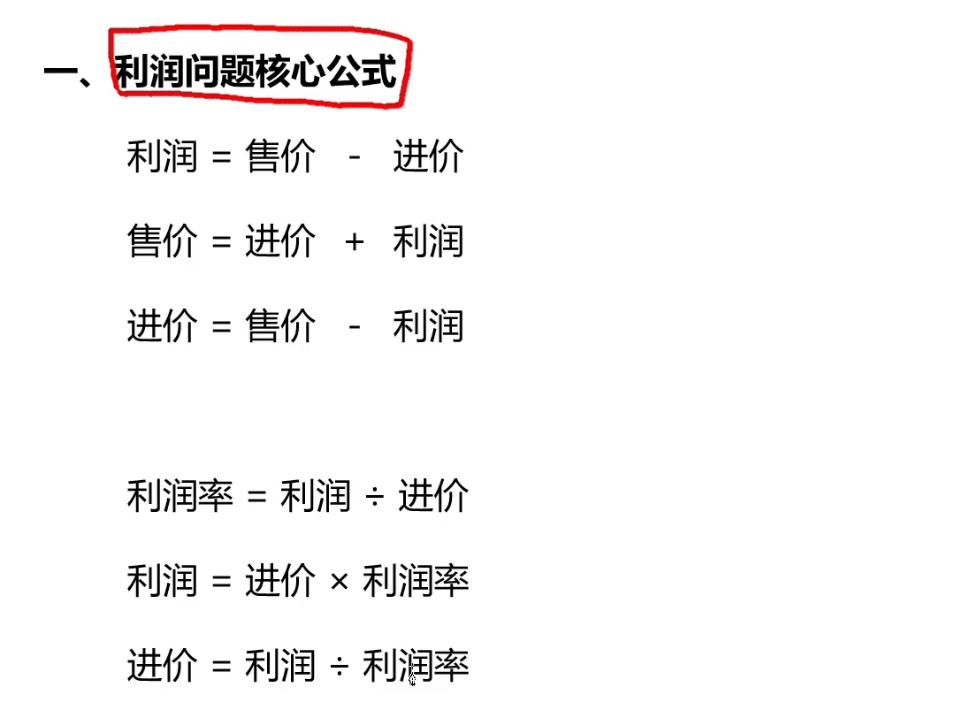 一、利润问题核心公式
利润 = 售价 - 进价
售价 = 进价 + 利润
进价 = 售价 - 利润
利润率 = 利润 ÷ 进价
利润 = 进价 × 利润率
进价 = 利润 ÷ 利润率